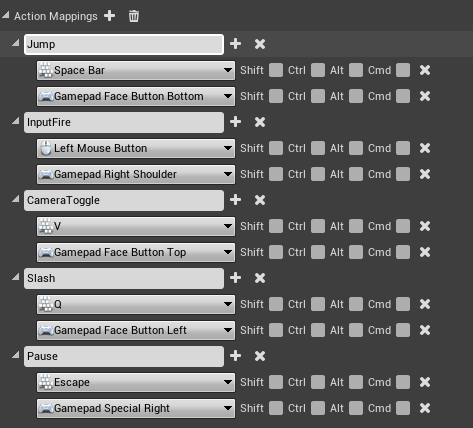 Action Mappings
Jump
Space Bar Shift Ctrl Alt Cmd
Gamepad Face Button Bottom Shift Ctrl Alt Cmd
InputFire
Left Mouse Button Shift Ctrl Alt Cmd
Gamepad Right Shoulder Shift Ctrl Alt Cmd
CameraToggle
V Shift Ctrl Alt Cmd
Gamepad Face Button Top Shift Ctrl Alt Cmd
Slash
Q Shift Ctrl Alt Cmd
Gamepad Face Button Left Shift Ctrl Alt Cmd
Pause
Escape Shift Ctrl Alt Cmd
Gamepad Special Right Shift Ctrl Alt Cmd